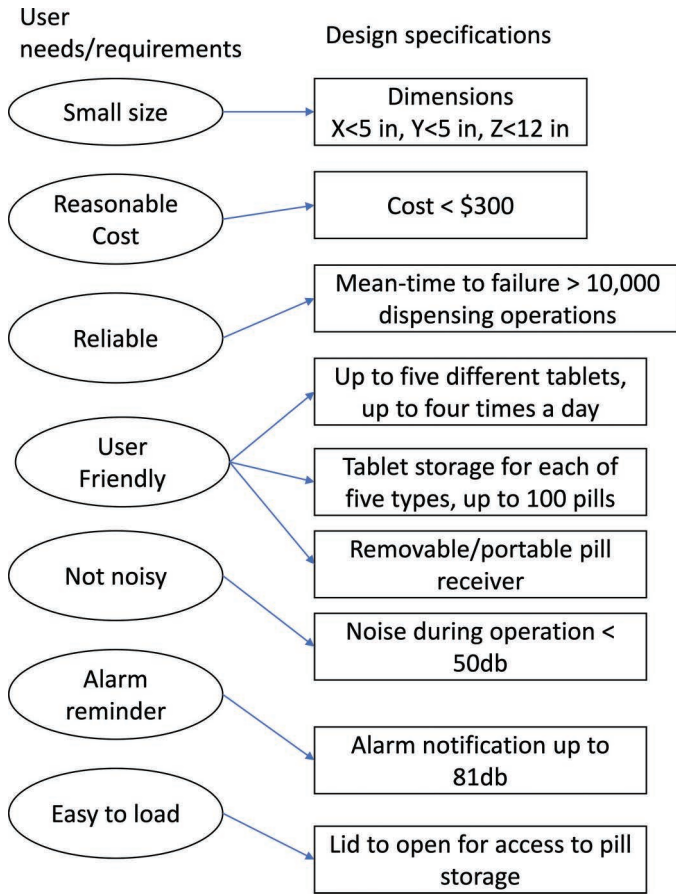 User
needs/requirements
Design specifications
Small size
Dimensions
X<5 in, Y<5 in, Z<12 in
Reasonable
Cost
Cost < $300
Reliable
Mean-time to failure > 10,000
dispensing operations
User
Friendly
Up to five different tablets,
up to four times a day
Tablet storage for each of
five types, up to 100 pills
Removable/portable pill
receiver
Not noisy
Noise during operation <
50db
Alarm
reminder
Alarm notification up to
81db
Easy to load
Lid to open for access to pill
storage